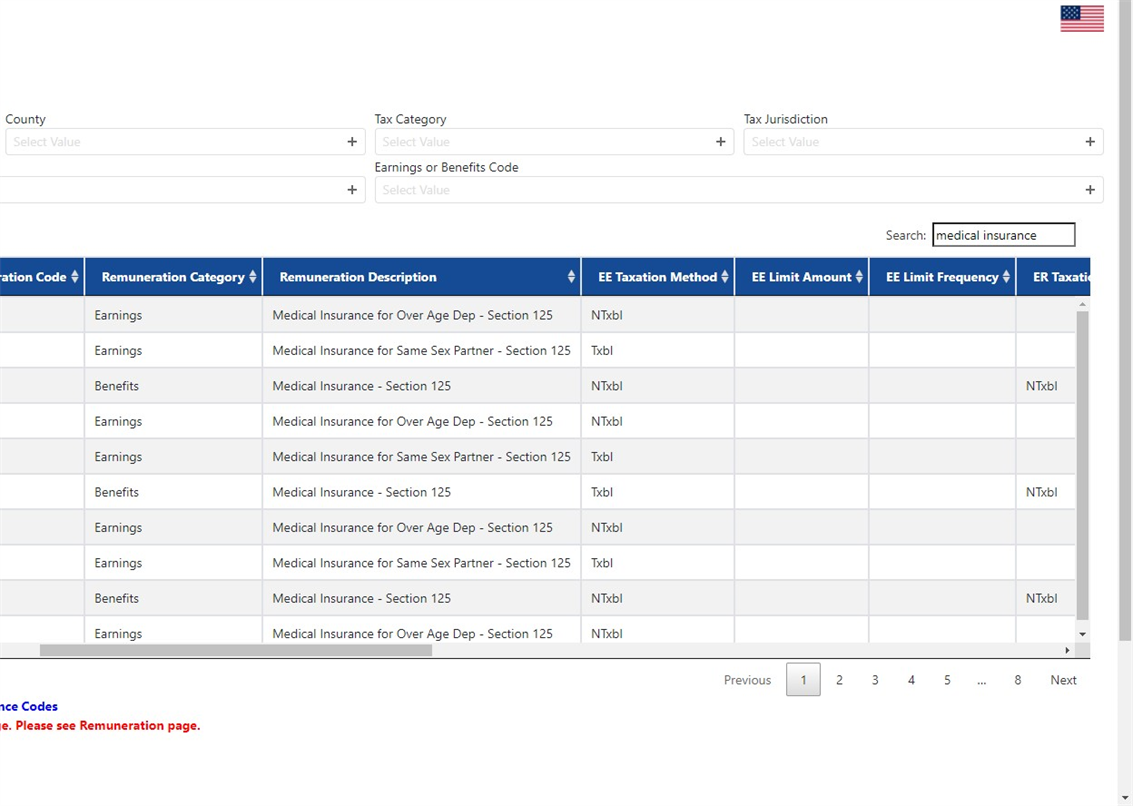 County Tax Category Tax Jurisdiction
Select Value + Select Value + Select Value +
Earnings or Benefits Code
+ Select Value +
Search: medical insurance
ation Code Remuneration Category Remuneration Description EE Taxation Method EE Limit Amount EE Limit Frequency ER Taxatio
Earnings Medical Insurance for Over Age Dep - Section 125 NTxbl
Earnings Medical Insurance for Same Sex Partner - Section 125 Txbl
Benefits Medical Insurance - Section 125 NTxbl NTxbl
Earnings Medical Insurance for Over Age Dep - Section 125 NTxbl
Earnings Medical Insurance for Same Sex Partner - Section 125 Txbl
Benefits Medical Insurance - Section 125 Txbl NTxbl
Earnings Medical Insurance for Over Age Dep - Section 125 NTxbl
Earnings Medical Insurance for Same Sex Partner - Section 125 Txbl
Benefits Medical Insurance - Section 125 NTxbl NTxbl
Earnings Medical Insurance for Over Age Dep - Section 125 NTxbl
Previous 1 2 3 4 5 ... 8 Next
nce Codes
e. Please see Remuneration page.